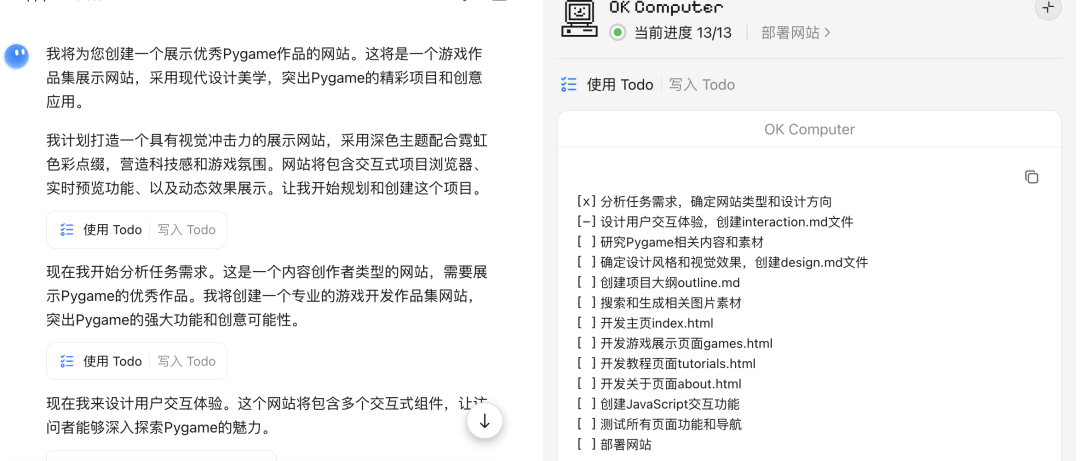 我将为您创建一个展示优秀Pygame作品的网站。这将是一个游戏作
品集展示网站，采用现代设计美学，突出Pygame的精彩项目和创意
应用。
我计划打造一个具有视觉冲击力的展示网站，采用深色主题配合霓虹
色彩点缀，营造科技感和游戏氛围。网站将包含交互式项目浏览器、
实时预览功能、以及动态效果展示。让我开始规划和创建这个项目。
使用 Todo 写入 Todo
现在我开始分析任务需求。这是一个内容创作者类型的网站，需要展
示Pygame的优秀作品。我将创建一个专业的游戏开发作品集网站，
突出Pygame的强大功能和创意可能性。
使用 Todo 写入 Todo
现在我来设计用户交互体验。这个网站将包含多个交互式组件，让访
问者能够深入探索Pygame的魅力。
OK Computer
当前进度 13/13 部署网站
使用 Todo 写入 Todo
OK Computer
[x] 分析任务需求，确定网站类型和设计方向
[-] 设计用户交互体验，创建interaction.md文件
[ ] 研究Pygame相关内容和素材
[ ] 确定设计风格和视觉效果，创建design.md文件
[ ] 创建项目大纲outline.md
[ ] 搜索和生成相关图片素材
[ ] 开发主页index.html
[ ] 开发游戏展示页面games.html
[ ] 开发教程页面tutorials.html
[ ] 开发关于页面about.html
[ ] 创建JavaScript交互功能
[ ] 测试所有页面功能和导航
[ ] 部署网站